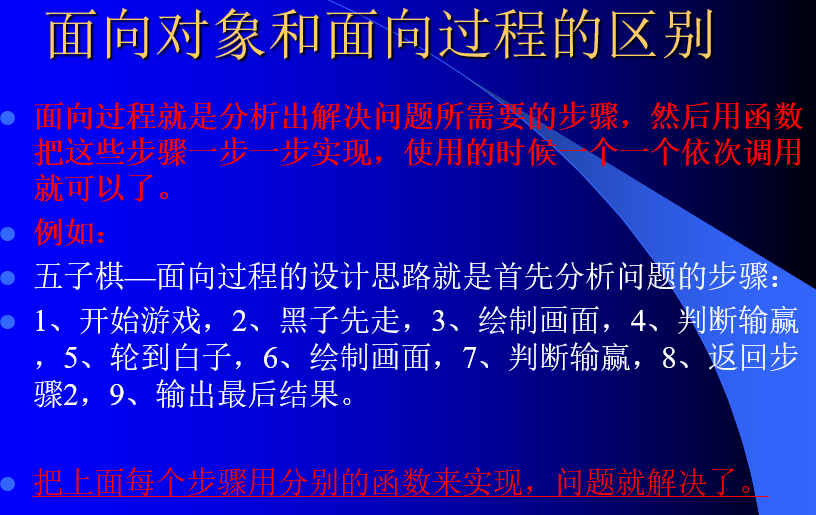 面向对象和面向过程的区别
面向过程就是分析出解决问题所需要的步骤，然后用函数
把这些步骤一步一步实现，使用的时候一个一个依次调用
就可以了。
例如：
五子棋—面向过程的设计思路就是首先分析问题的步骤：
1、开始游戏，2、黑子先走，3、绘制画面，4、判断输赢
，5、轮到白子，6、绘制画面，7、判断输赢，8、返回步
骤2，9、输出最后结果。
把上面每个步骤用分别的函数来实现，问题就解决了。